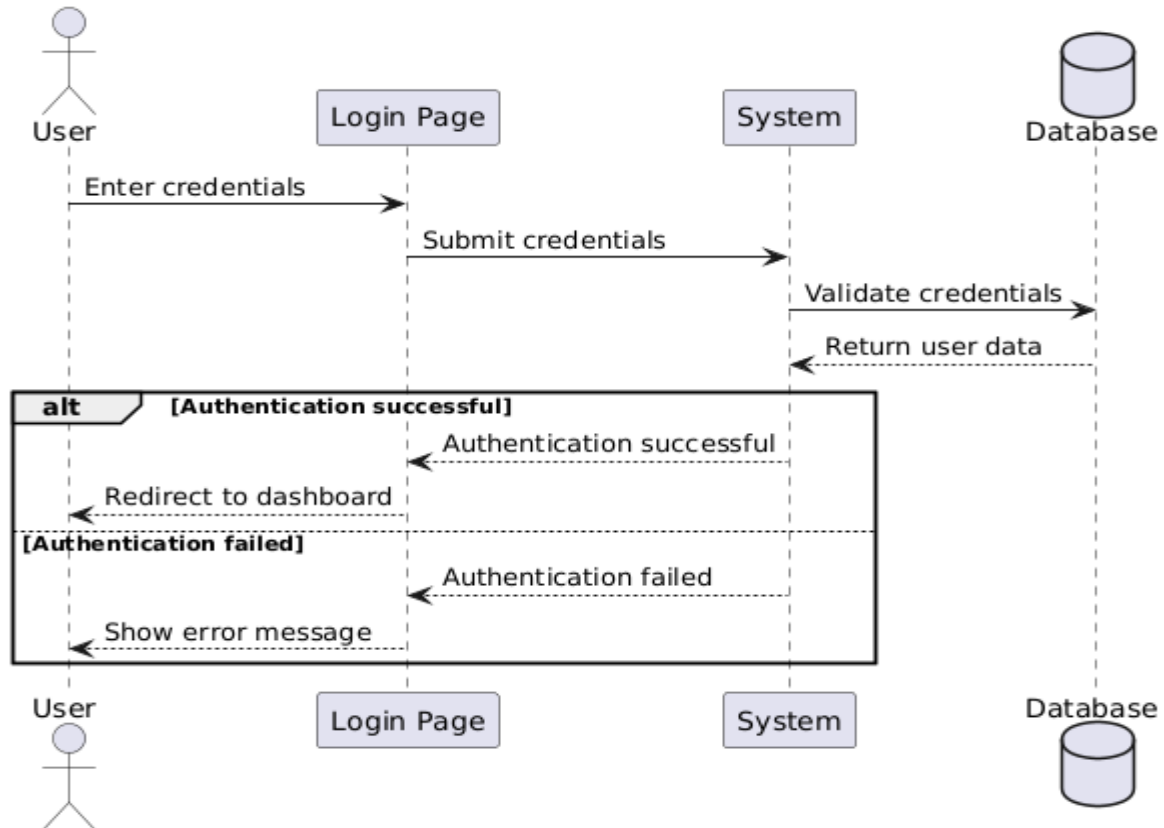 User
Login Page
System
Database
Enter credentials
Submit credentials
Validate credentials
Return user data
alt [Authentication successful]
Authentication successful
Redirect to dashboard
[Authentication failed]
Authentication failed
Show error message
User
Login Page
System
Database